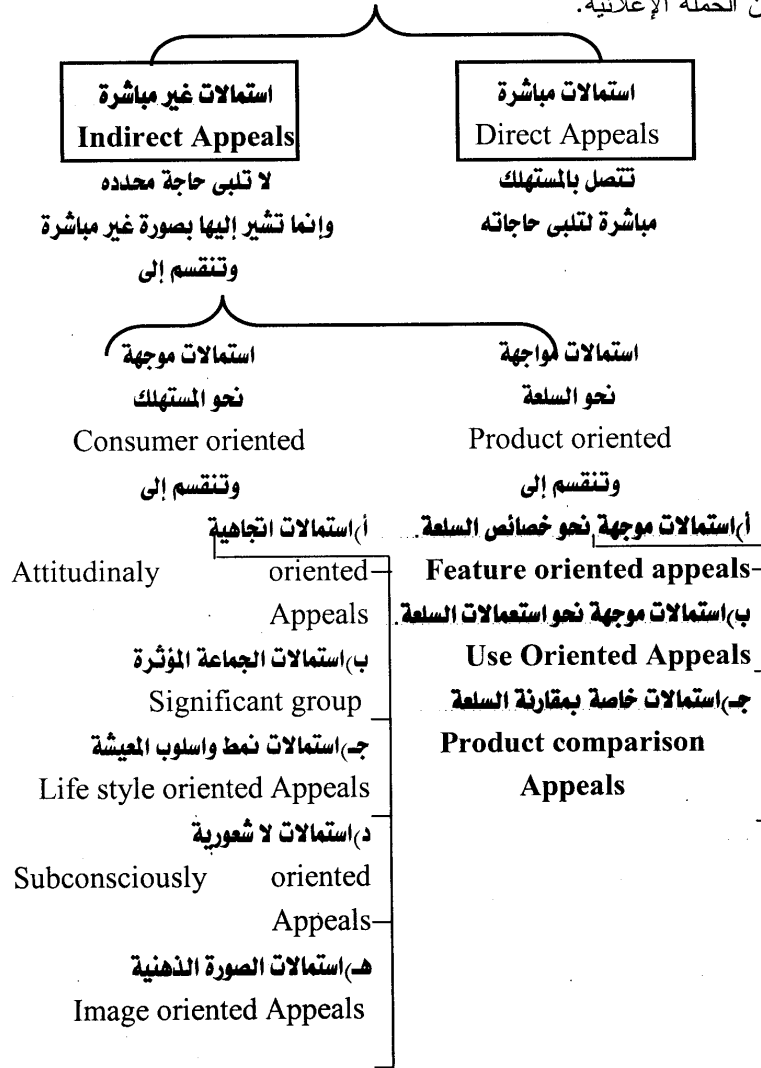 الحملة الإعلانية.
استمالات مباشرة
Direct Appeals
تتصل بالمستهلك
مباشرة لتلبى حاجاته
استمالات غير مباشرة
Indirect Appeals
لا تلبى حاجة محدده
وإنما تشير إليها بصورة غير مباشرة
وتنقسم إلى
استمالات مواجهة
نحو السلعة
Product oriented
وتنقسم إلى
أ)استمالات موجهة نحو خصائص السلعة.
Feature oriented appeals
ب)استمالات موجهة نحو استعمالات السلعة.
Use Oriented Appeals
جـ)استمالات خاصة بمقارنة السلعة
Product comparison
Appeals
استمالات موجهة
نحو المستهلك
Consumer oriented
وتنقسم إلى
أ)استمالات اتجاهية
Attitudinaly oriented
Appeals
ب)استمالات الجماعة المؤثرة
Significant group
جـ)استمالات نمط واسلوب المعيشة
Life style oriented Appeals
د)استمالات لا شعورية
Subconsciously oriented
Appeals
هـ)استمالات الصورة الذهنية
Image oriented Appeals